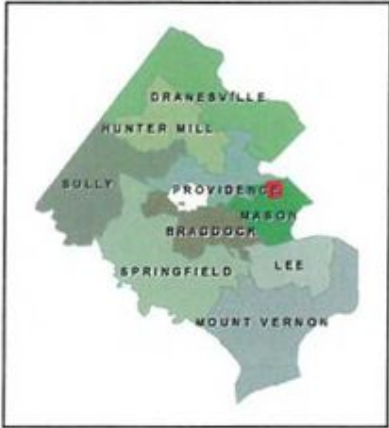 DRANESVILLE
HUNTER MILL
SULLY
PROVIDENCE
MASON
BRADDOCK
SPRINGFIELD
LEE
MOUNT VERNON